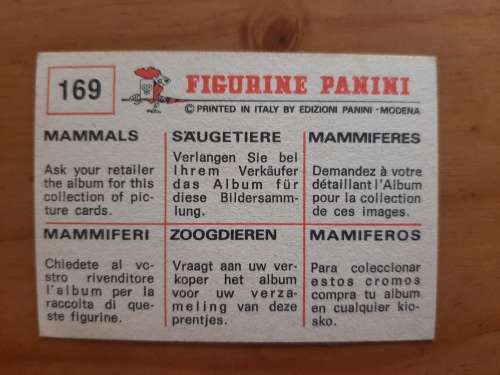 169
FIGURINE PANINI
© PRINTED IN ITALY BY EDIZIONI PANINI - MODENA
MAMMALS
Ask your retailer
the album for this
collection of pic-
ture cards.
SÄUGETIERE
Verlangen Sie bei
Ihrem Verkäufer
das Album für
diese Bildersamm-
lung.
MAMMIFERES
Demandez à votre
détaillant l'Album
pour la collection
de ces images.
MAMMIFERI
Chiedete al vo-
stro rivenditore
l'album per la
raccolta di que-
ste figurine.
ZOOGDIEREN
Vraagt aan uw ver-
koper het album
voor uw verza-
meling van deze
prentjes.
MAMIFEROS
Para coleccionar
estos cromos
compra tu album
en cualquier kio-
sko.